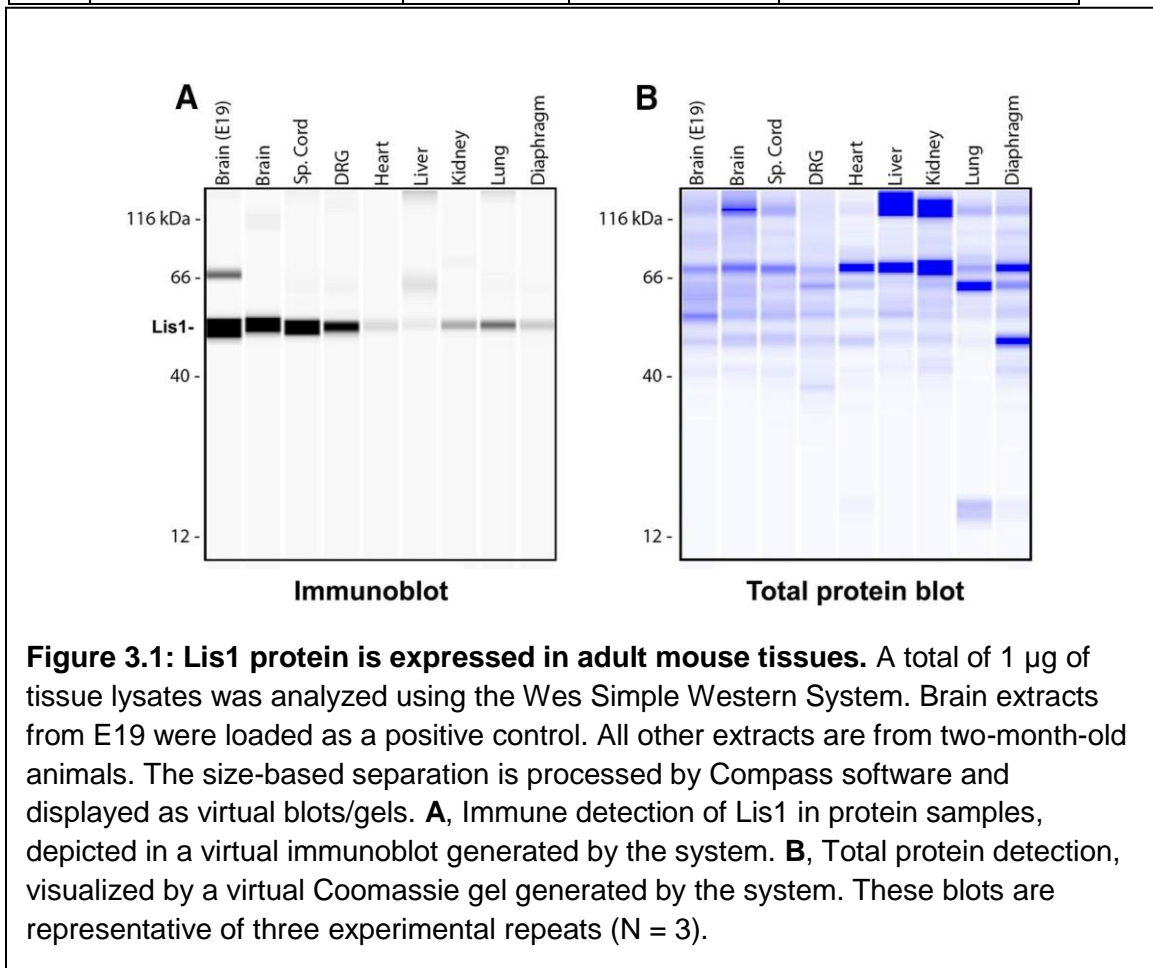 A
B
Brain (E19)
Brain
Sp. Cord
DRG
Heart
Liver
Kidney
Lung
Diaphragm
Brain (E19)
Brain
Sp. Cord
DRG
Heart
Liver
Kidney
Lung
Diaphragm
116 kDa -
66 -
Lis1-
40 -
12 -
116 kDa -
66 -
40 -
12 -
Immunoblot
Total protein blot
Figure 3.1: Lis1 protein is expressed in adult mouse tissues. A total of 1 µg of
tissue lysates was analyzed using the Wes Simple Western System. Brain extracts
from E19 were loaded as a positive control. All other extracts are from two-month-old
animals. The size-based separation is processed by Compass software and
displayed as virtual blots/gels. A, Immune detection of Lis1 in protein samples,
depicted in a virtual immunoblot generated by the system. B, Total protein detection,
visualized by a virtual Coomassie gel generated by the system. These blots are
representative of three experimental repeats (N = 3).